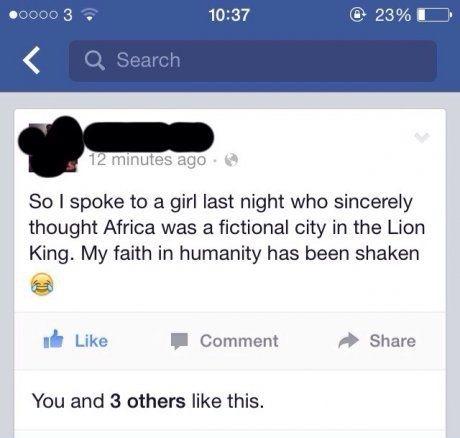 3 10:37 23%
Search
12 minutes ago
So I spoke to a girl last night who sincerely
thought Africa was a fictional city in the Lion
King. My faith in humanity has been shaken
😂
Like Comment Share
You and 3 others like this.